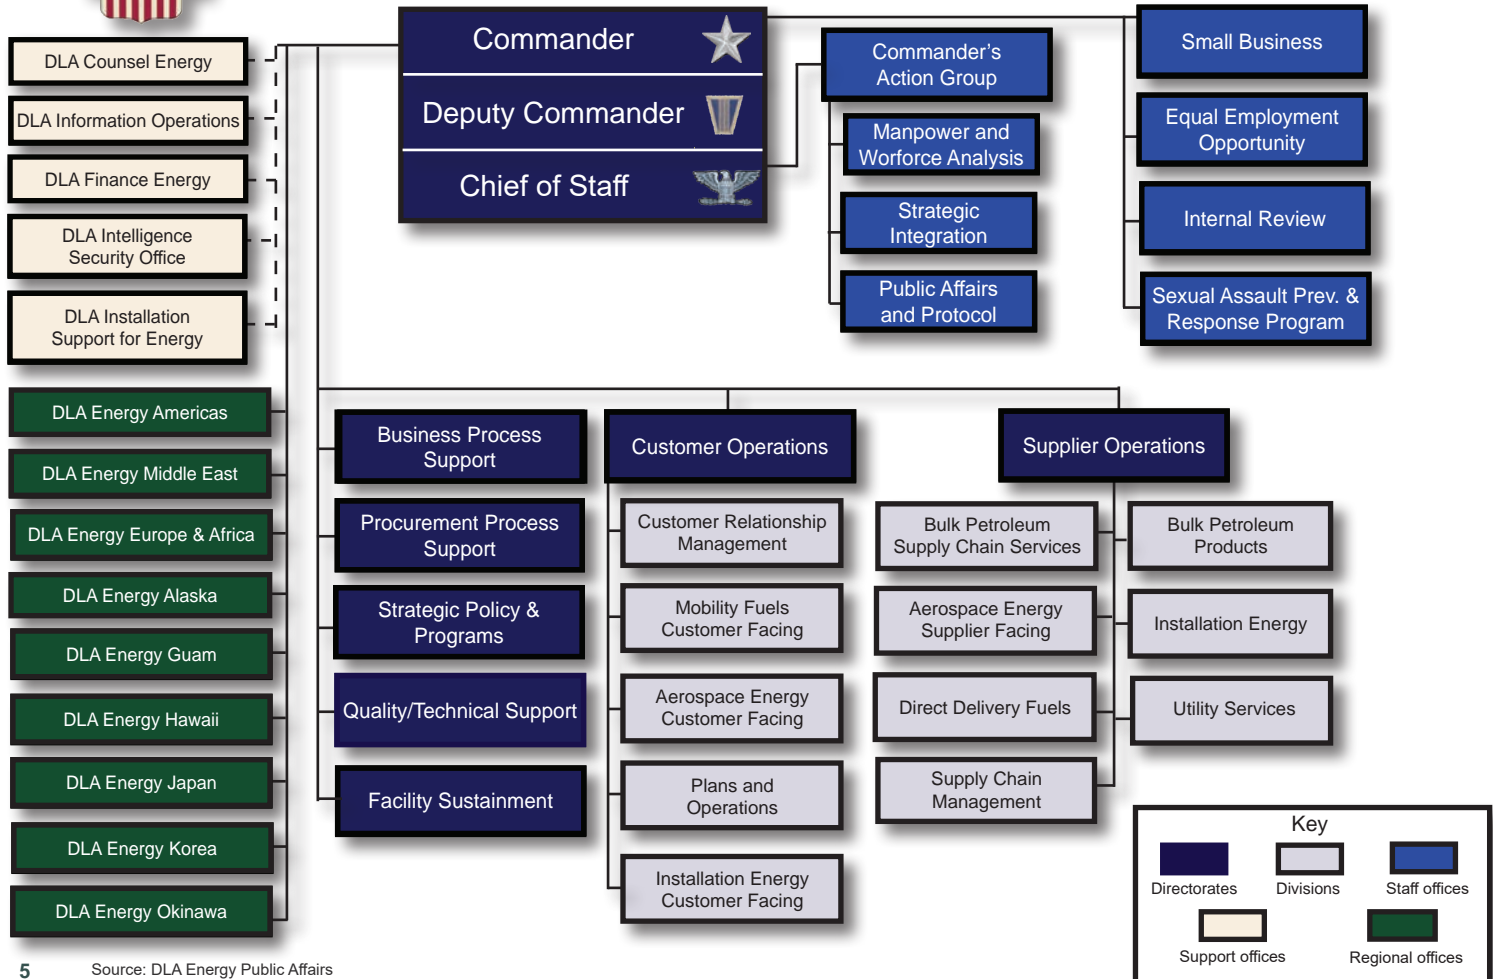 Commander
Deputy Commander
Chief of Staff
Commander's
Action Group
Manpower and
Worforce Analysis
Strategic
Integration
Public Affairs
and Protocol
Small Business
Equal Employment
Opportunity
Internal Review
Sexual Assault Prev. &
Response Program
DLA Counsel Energy
DLA Information Operations
DLA Finance Energy
DLA Intelligence
Security Office
DLA Installation
Support for Energy
DLA Energy Americas
DLA Energy Middle East
DLA Energy Europe & Africa
DLA Energy Alaska
DLA Energy Guam
DLA Energy Hawaii
DLA Energy Japan
DLA Energy Korea
DLA Energy Okinawa
Business Process
Support
Procurement Process
Support
Strategic Policy &
Programs
Quality/Technical Support
Facility Sustainment
Customer Operations
Customer Relationship
Management
Mobility Fuels
Customer Facing
Aerospace Energy
Customer Facing
Plans and
Operations
Installation Energy
Customer Facing
Supplier Operations
Bulk Petroleum
Supply Chain Services
Aerospace Energy
Supplier Facing
Direct Delivery Fuels
Supply Chain
Management
Bulk Petroleum
Products
Installation Energy
Utility Services
Key
Directorates
Divisions
Staff offices
Support offices
Regional offices
5
Source: DLA Energy Public Affairs